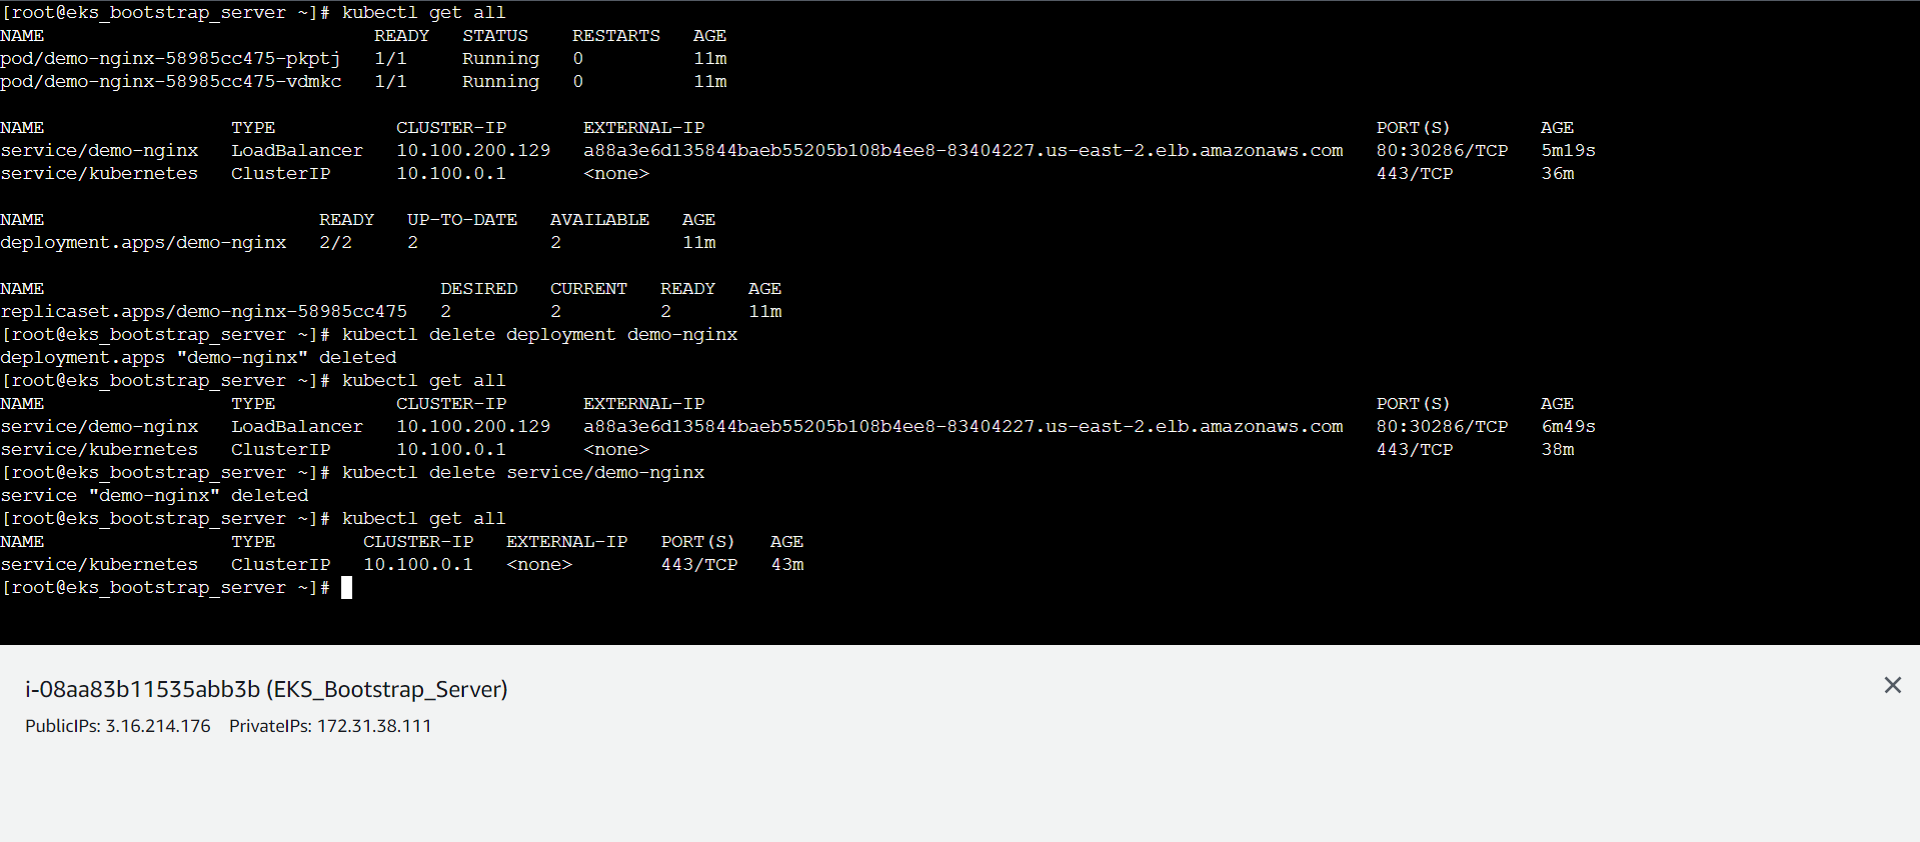 [root@eks_bootstrap_server ~]# kubectl get all
NAME READY STATUS RESTARTS AGE
pod/demo-nginx-58985cc475-pkptj 1/1 Running 0 11m
pod/demo-nginx-58985cc475-vdmkc 1/1 Running 0 11m
NAME TYPE CLUSTER-IP EXTERNAL-IP PORT(S) AGE
service/demo-nginx LoadBalancer 10.100.200.129 a88a3e6d135844baeb55205b108b4ee8-83404227.us-east-2.elb.amazonaws.com 80:30286/TCP 5m19s
service/kubernetes ClusterIP 10.100.0.1 <none> 443/TCP 36m
NAME READY UP-TO-DATE AVAILABLE AGE
deployment.apps/demo-nginx 2/2 2 2 11m
NAME DESIRED CURRENT READY AGE
replicaset.apps/demo-nginx-58985cc475 2 2 2 11m
[root@eks_bootstrap_server ~]# kubectl delete deployment demo-nginx
deployment.apps "demo-nginx" deleted
[root@eks_bootstrap_server ~]# kubectl get all
NAME TYPE CLUSTER-IP EXTERNAL-IP PORT(S) AGE
service/demo-nginx LoadBalancer 10.100.200.129 a88a3e6d135844baeb55205b108b4ee8-83404227.us-east-2.elb.amazonaws.com 80:30286/TCP 6m49s
service/kubernetes ClusterIP 10.100.0.1 <none> 443/TCP 38m
[root@eks_bootstrap_server ~]# kubectl delete service/demo-nginx
service "demo-nginx" deleted
[root@eks_bootstrap_server ~]# kubectl get all
NAME TYPE CLUSTER-IP EXTERNAL-IP PORT(S) AGE
service/kubernetes ClusterIP 10.100.0.1 <none> 443/TCP 43m
[root@eks_bootstrap_server ~]#
i-08aa83b11535abb3b (EKS_Bootstrap_Server)
PublicIPs: 3.16.214.176 PrivateIPs: 172.31.38.111